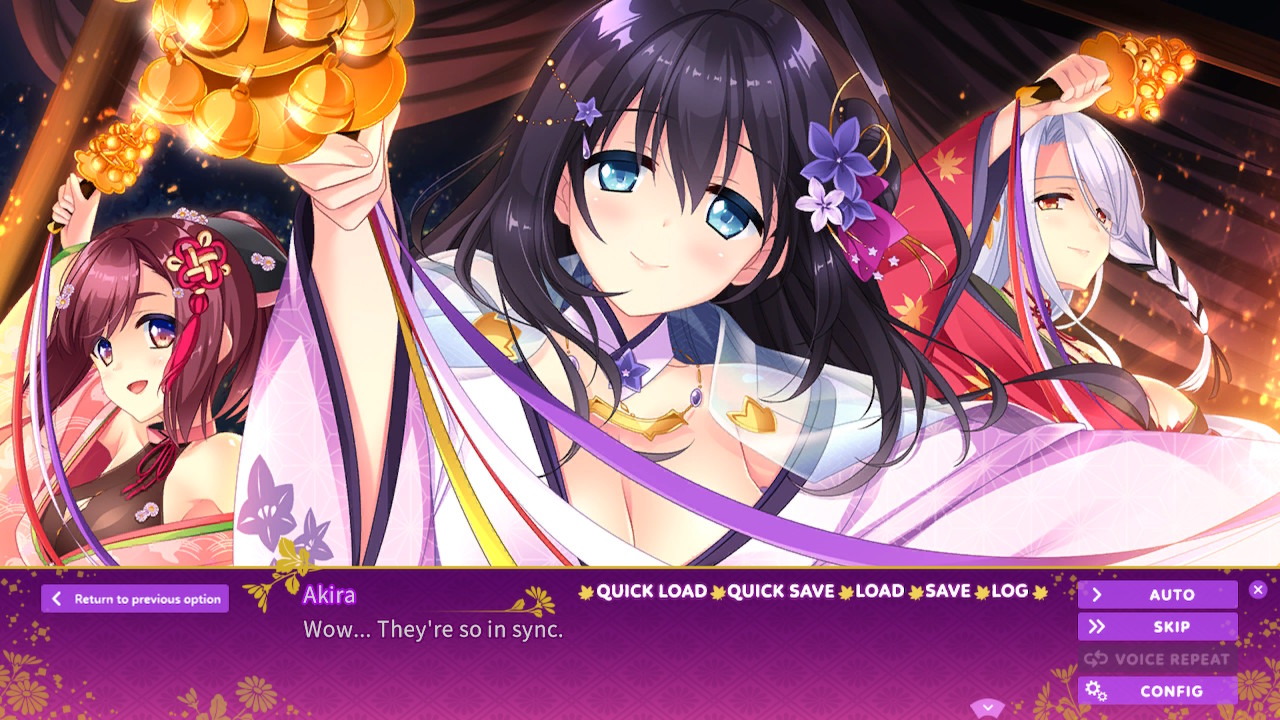 Return to previous option
Akira
QUICK LOAD QUICK SAVE LOAD SAVE LOG
Wow... They're so in sync.
AUTO
SKIP
VOICE REPEAT
CONFIG